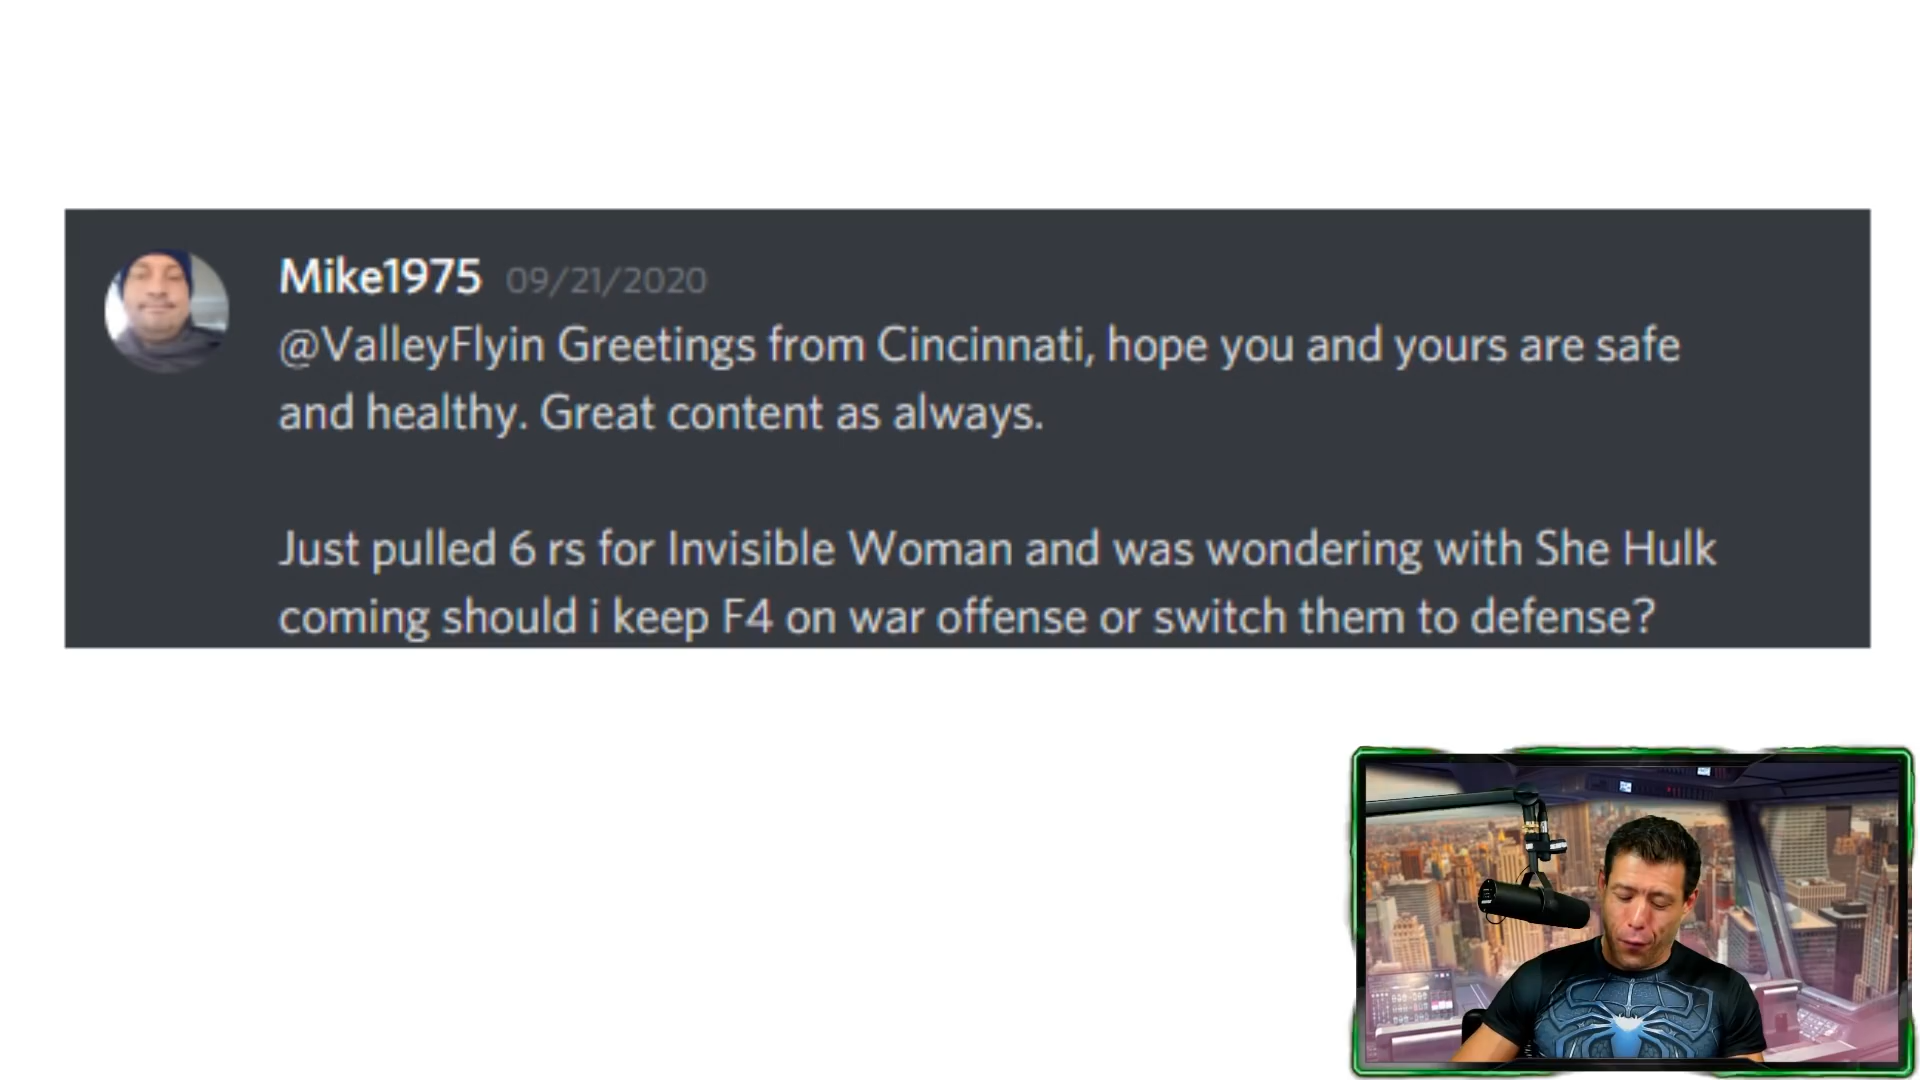 Mike1975 09/21/2020
@ValleyFlyin Greetings from Cincinnati, hope you and yours are safe
and healthy. Great content as always.
Just pulled 6 rs for Invisible Woman and was wondering with She Hulk
coming should i keep F4 on war offense or switch them to defense?